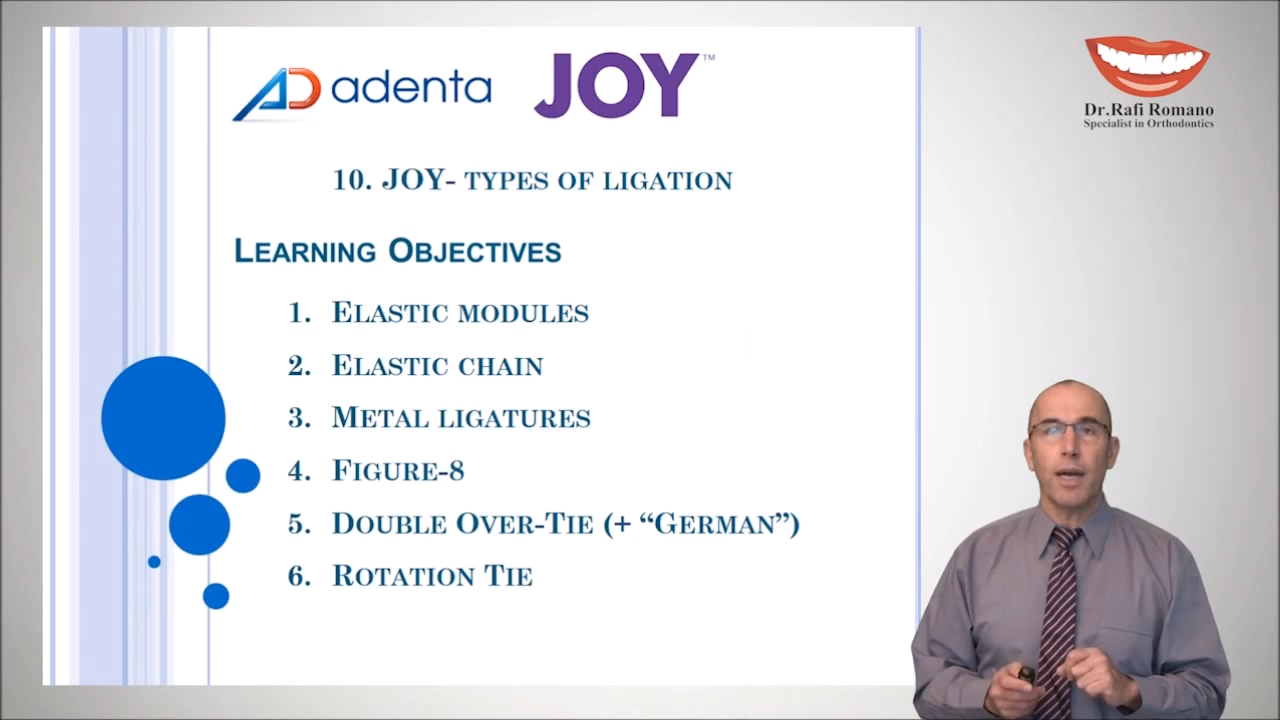 adenta
JOY™
Dr.Rafi Romano
Specialist in Orthodontics
10. JOY- TYPES OF LIGATION
LEARNING OBJECTIVES
1. ELASTIC MODULES
2. ELASTIC CHAIN
3. METAL LIGATURES
4. FIGURE-8
5. DOUBLE OVER-TIE (+ “GERMAN”)
6. ROTATION TIE